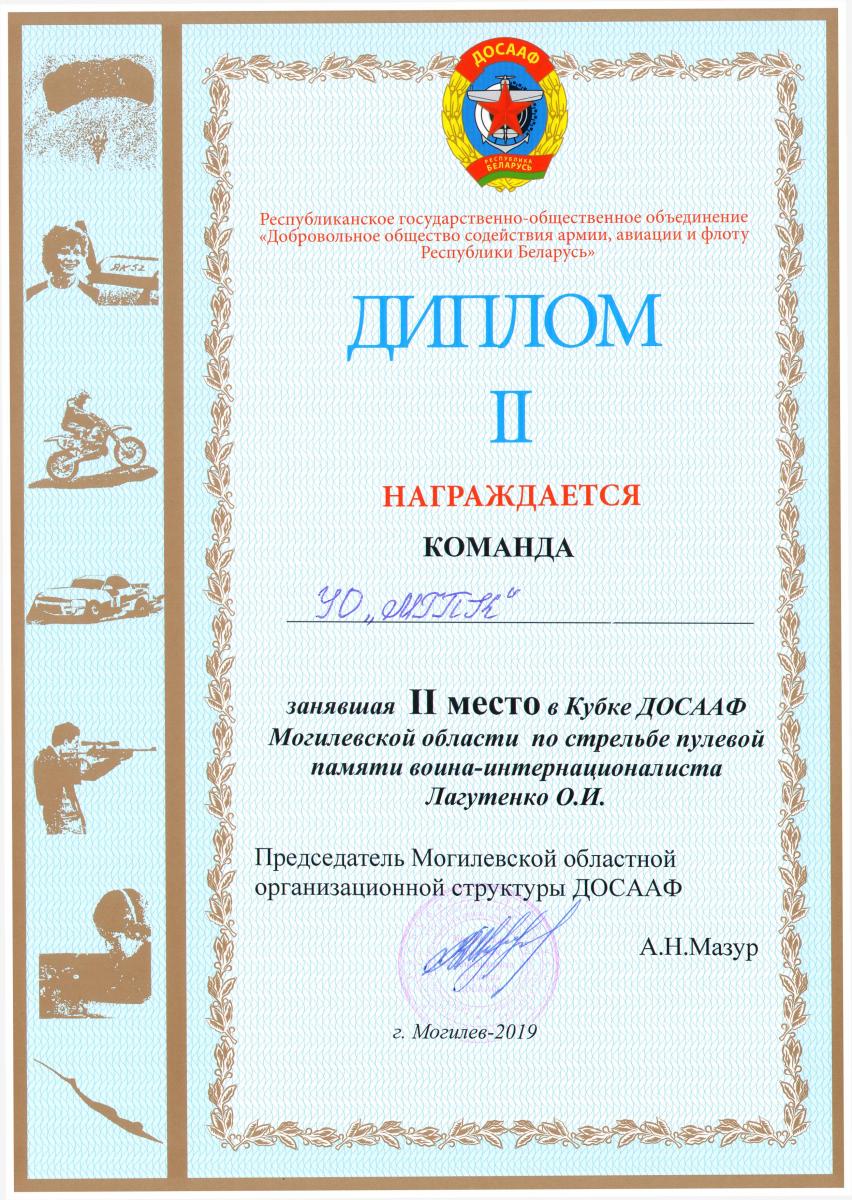 ДОСААФ
РЕСПУБЛИКА
БЕЛАРУСЬ
Республиканское государственно-общественное объединение
«Добровольное общество содействия армии, авиации и флоту
Республики Беларусь»
ЯК 52
ДИПЛОМ
II
НАГРАЖДАЕТСЯ
КОМАНДА
УО „МГПК“
занявшая II место в Кубке ДОСААФ
Могилевской области по стрельбе пулевой
памяти воина-интернационалиста
Лагутенко О.И.
Председатель Могилевской областной
организационной структуры ДОСААФ
А.Н.Мазур
г. Могилев-2019